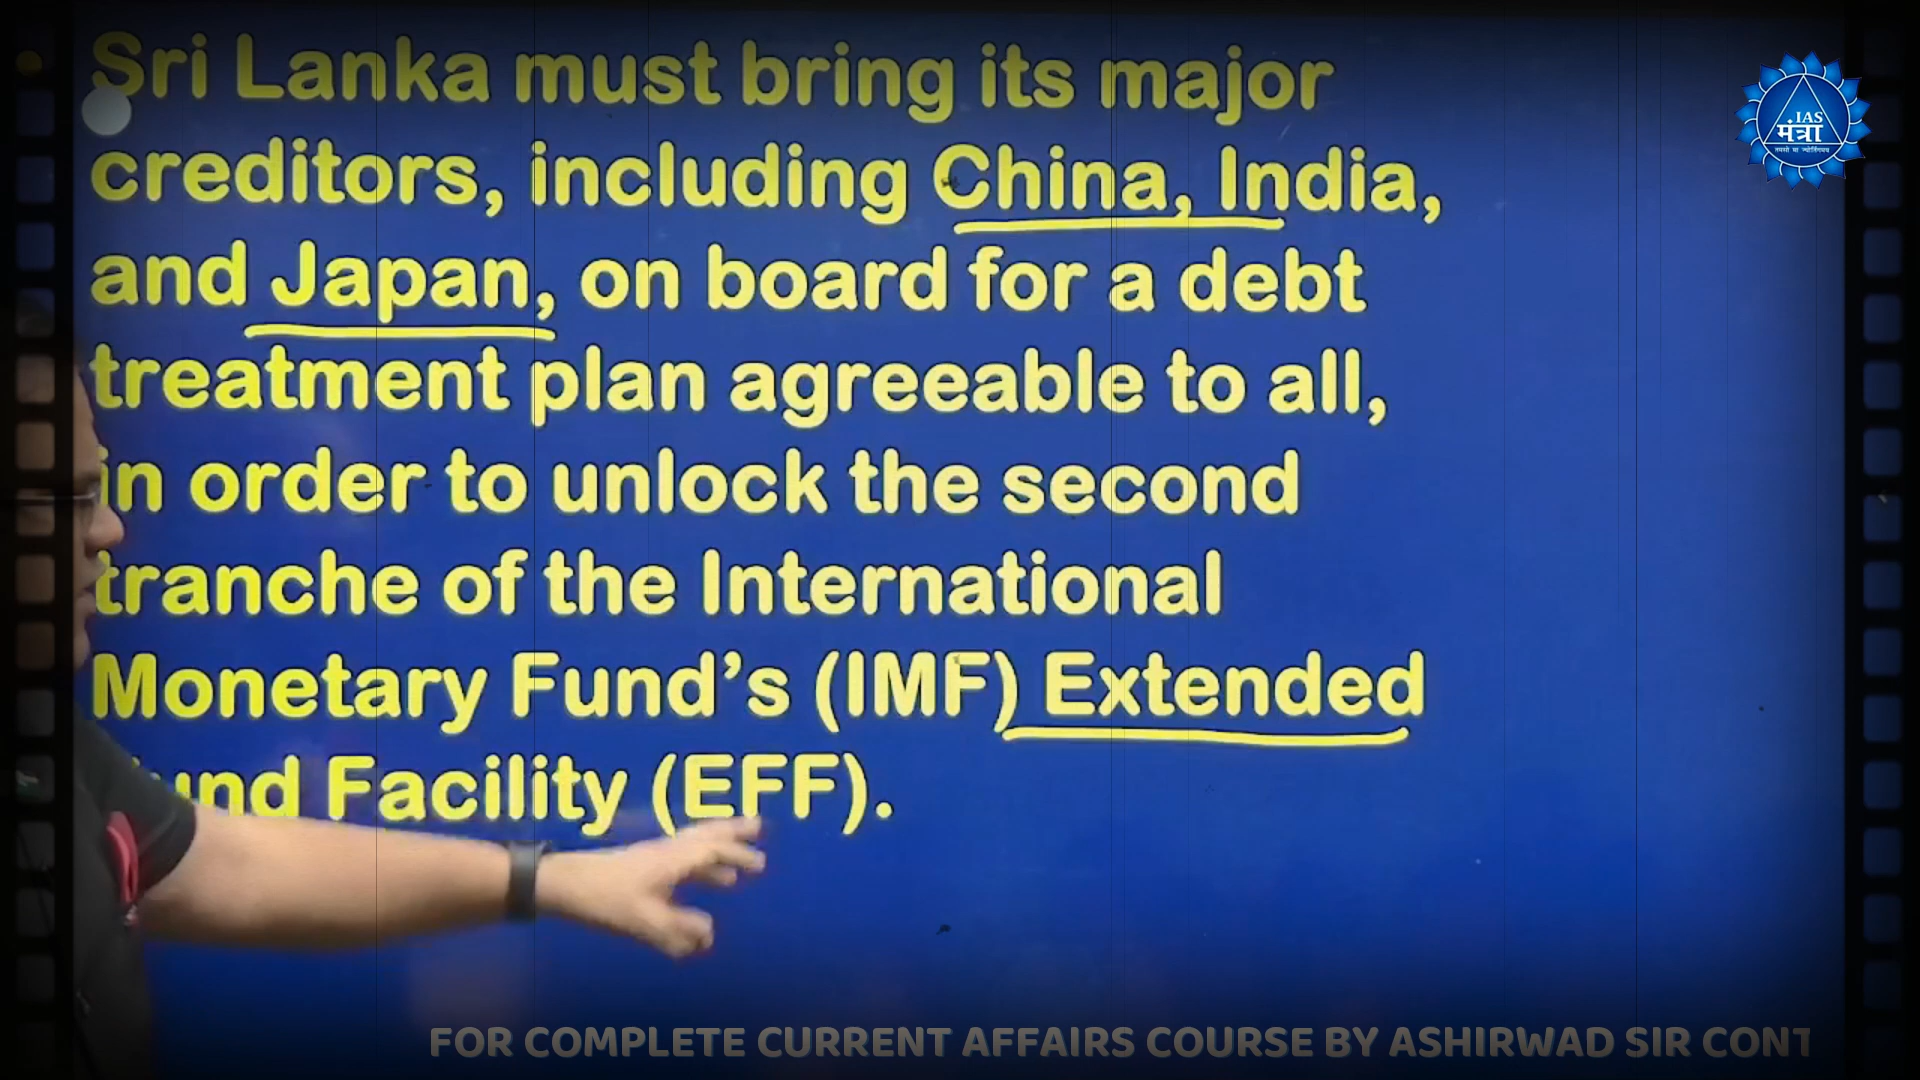 Sri Lanka must bring its major
creditors, including China, India,
and Japan, on board for a debt
treatment plan agreeable to all,
in order to unlock the second
tranche of the International
Monetary Fund’s (IMF) Extended
Fund Facility (EFF).
IAS
मंत्रा
FOR COMPLETE CURRENT AFFAIRS COURSE BY ASHIRWAD SIR CONT